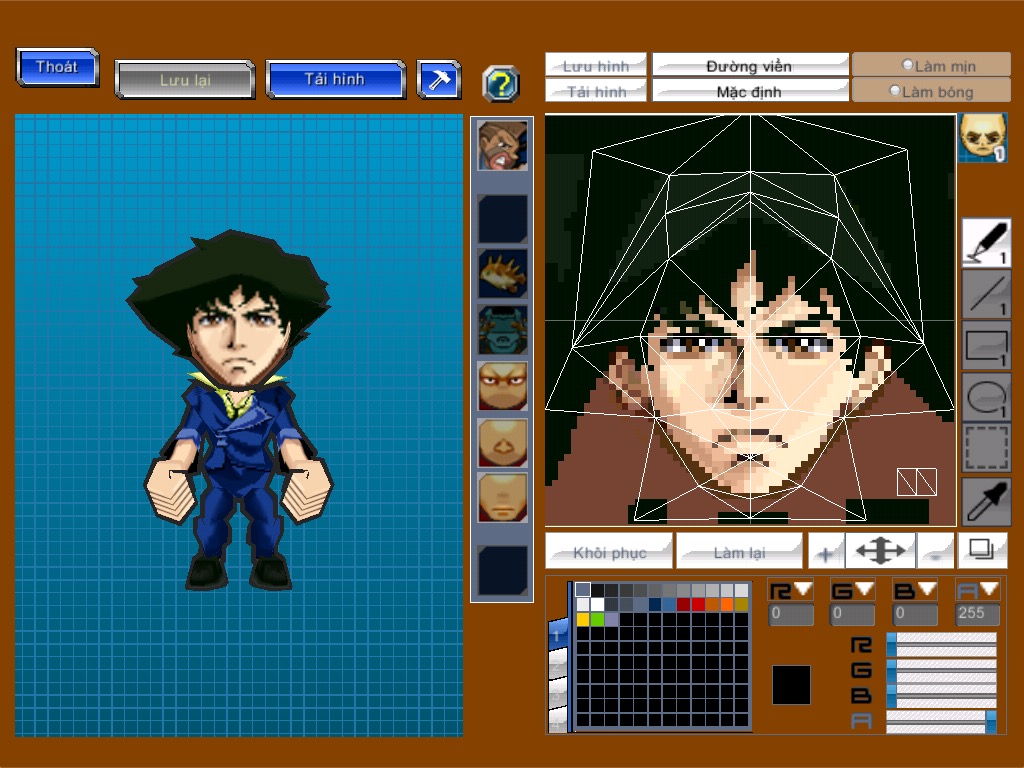 Thoát
Lưu lại
Tải hình
?
Lưu hình
Đường viền
Làm mịn
Tải hình
Mặc định
Làm bóng
1
1
1
1
1
Khôi phục
Làm lại
+
-
R G B A
0 0 0 255
1
R
G
B
A